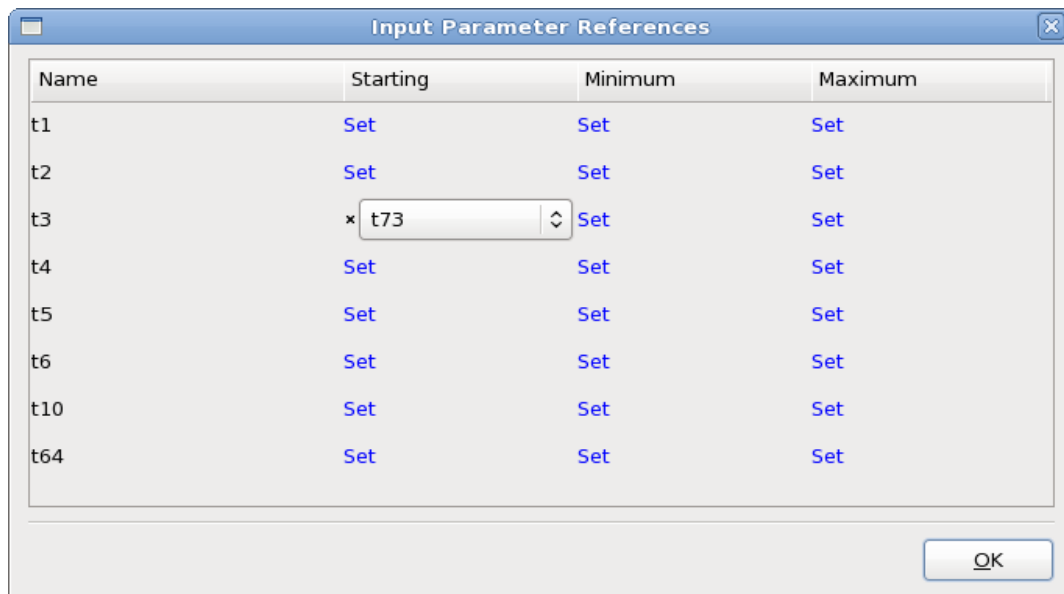 Input Parameter References
Name Starting Minimum Maximum
t1 Set Set Set
t2 Set Set Set
t3 × t73 Set Set
t4 Set Set Set
t5 Set Set Set
t6 Set Set Set
t10 Set Set Set
t64 Set Set Set
OK